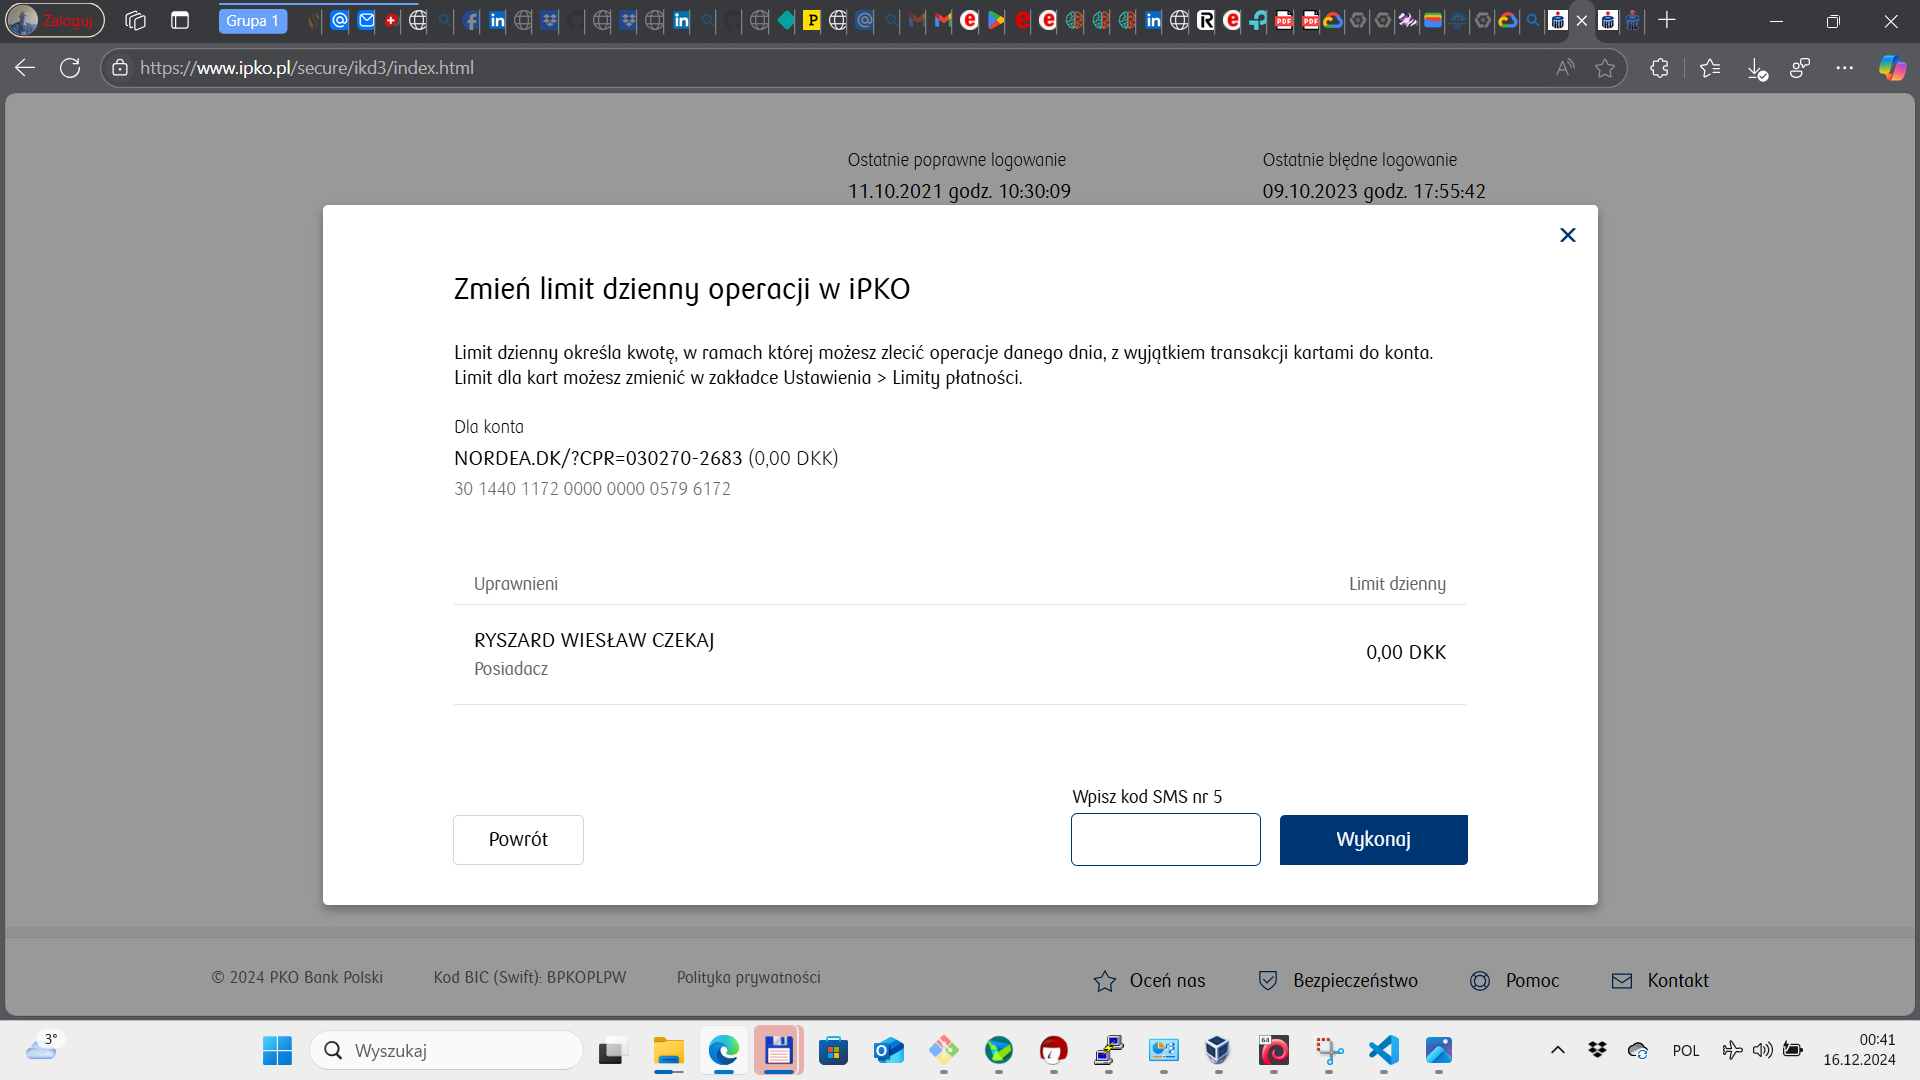 Zaloguj
Grupa 1
https://www.ipko.pl/secure/ikd3/index.html
Ostatnie poprawne logowanie
Ostatnie błędne logowanie
11.10.2021 godz. 10:30:09
09.10.2023 godz. 17:55:42
Zmień limit dzienny operacji w iPKO
Limit dzienny określa kwotę, w ramach której możesz zlecić operacje danego dnia, z wyjątkiem transakcji kartami do konta.
Limit dla kart możesz zmienić w zakładce Ustawienia > Limity płatności.
Dla konta
NORDEA.DK/?CPR=030270-2683 (0,00 DKK)
30 1440 1172 0000 0000 0579 6172
Uprawnieni
Limit dzienny
RYSZARD WIESŁAW CZEKAJ
Posiadacz
0,00 DKK
Wpisz kod SMS nr 5
Powrót
Wykonaj
© 2024 PKO Bank Polski
Kod BIC (Swift): BPKOPLPW
Polityka prywatności
Oceń nas
Bezpieczeństwo
Pomoc
Kontakt
3°
Wyszukaj
POL
00:41
16.12.2024